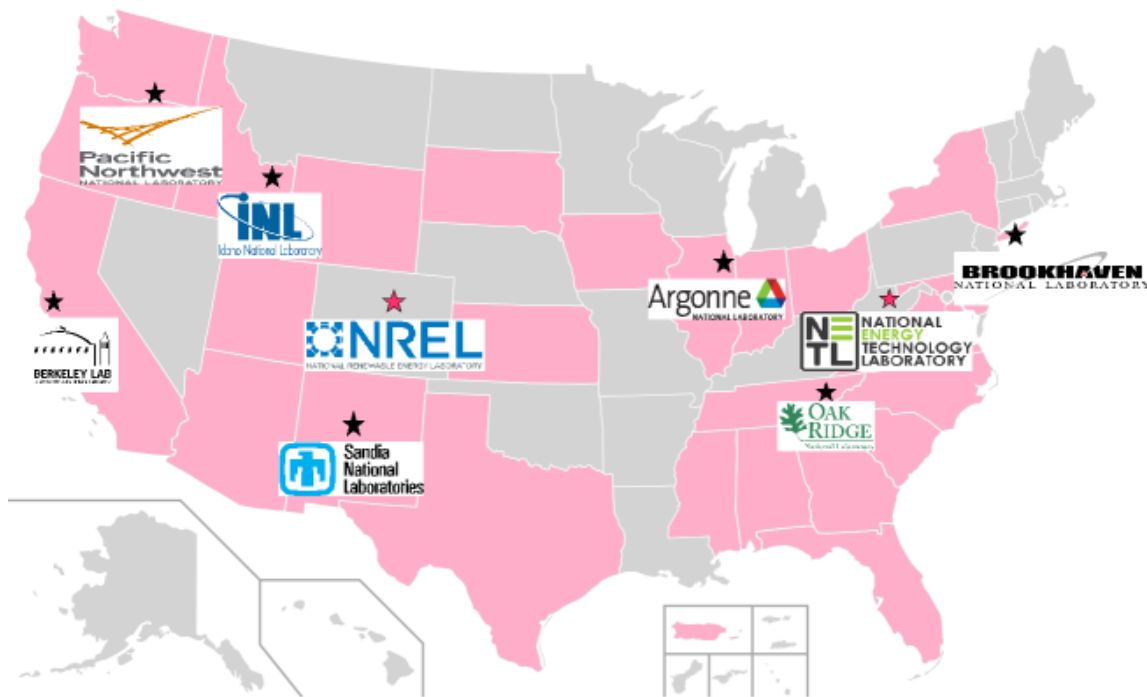 Pacific
Northwest
NATIONAL LABORATORY
INL
Idaho National Laboratory
BERKELEY LAB
NREL
NATIONAL RENEWABLE ENERGY LABORATORY
Sandia
National
Laboratories
Argonne
NATIONAL LABORATORY
NETL
NATIONAL
ENERGY
TECHNOLOGY
LABORATORY
OAK
RIDGE
National Laboratory
BROOKHAVEN
NATIONAL LABORATORY